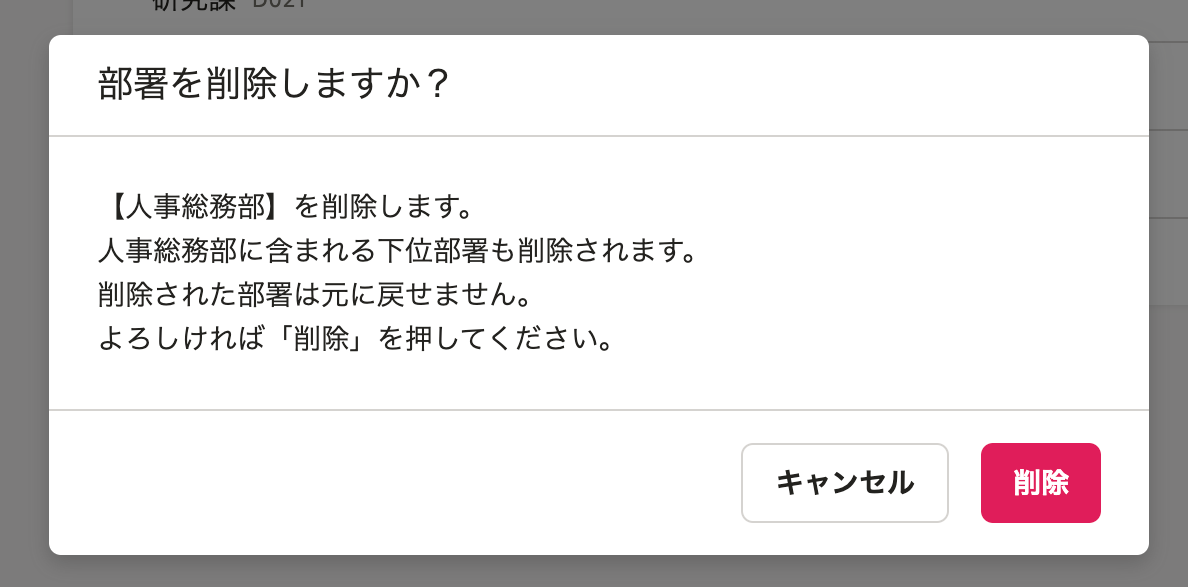 研究課 D021
部署を削除しますか？
【人事総務部】を削除します。
人事総務部に含まれる下位部署も削除されます。
削除された部署は元に戻せません。
よろしければ「削除」を押してください。
キャンセル
削除